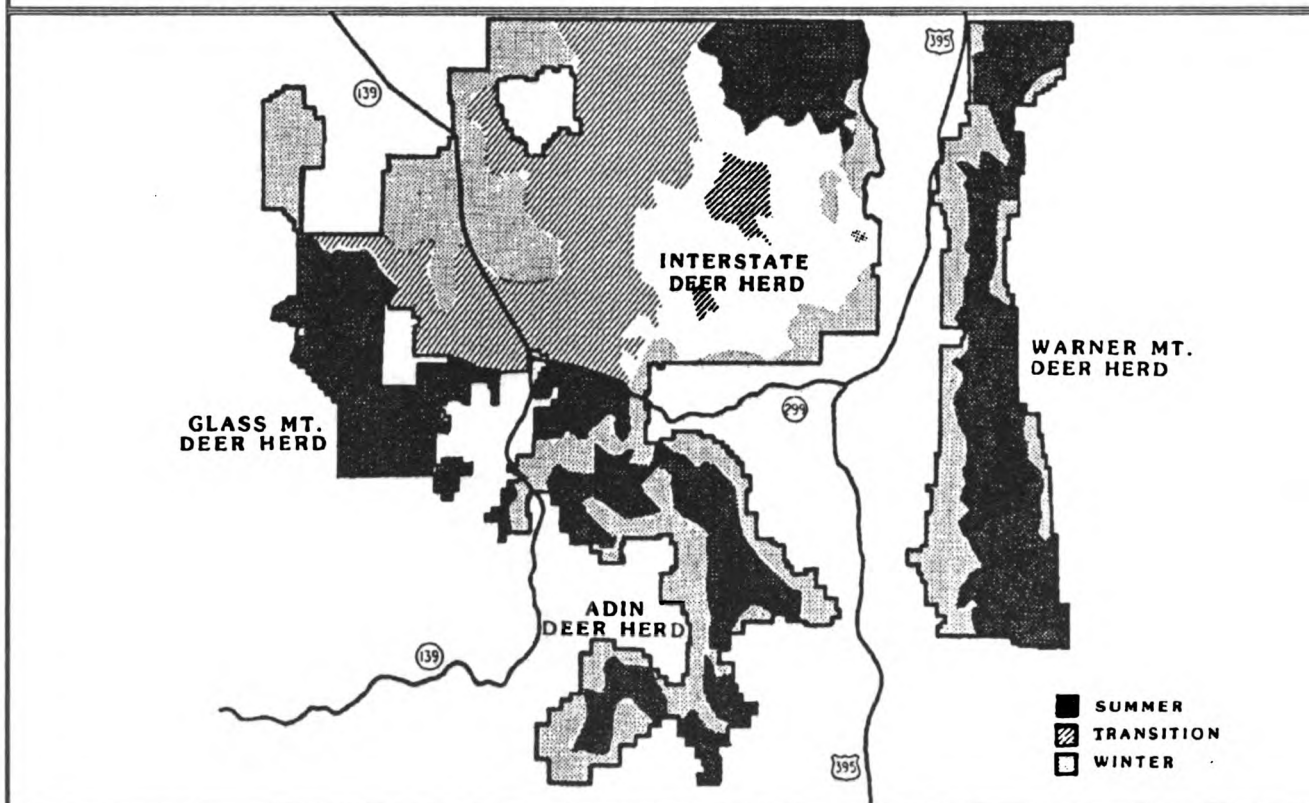 395
139
INTERSTATE
DEER HERD
WARNER MT.
DEER HERD
299
GLASS MT.
DEER HERD
ADIN
DEER HERD
139
395
SUMMER
TRANSITION
WINTER